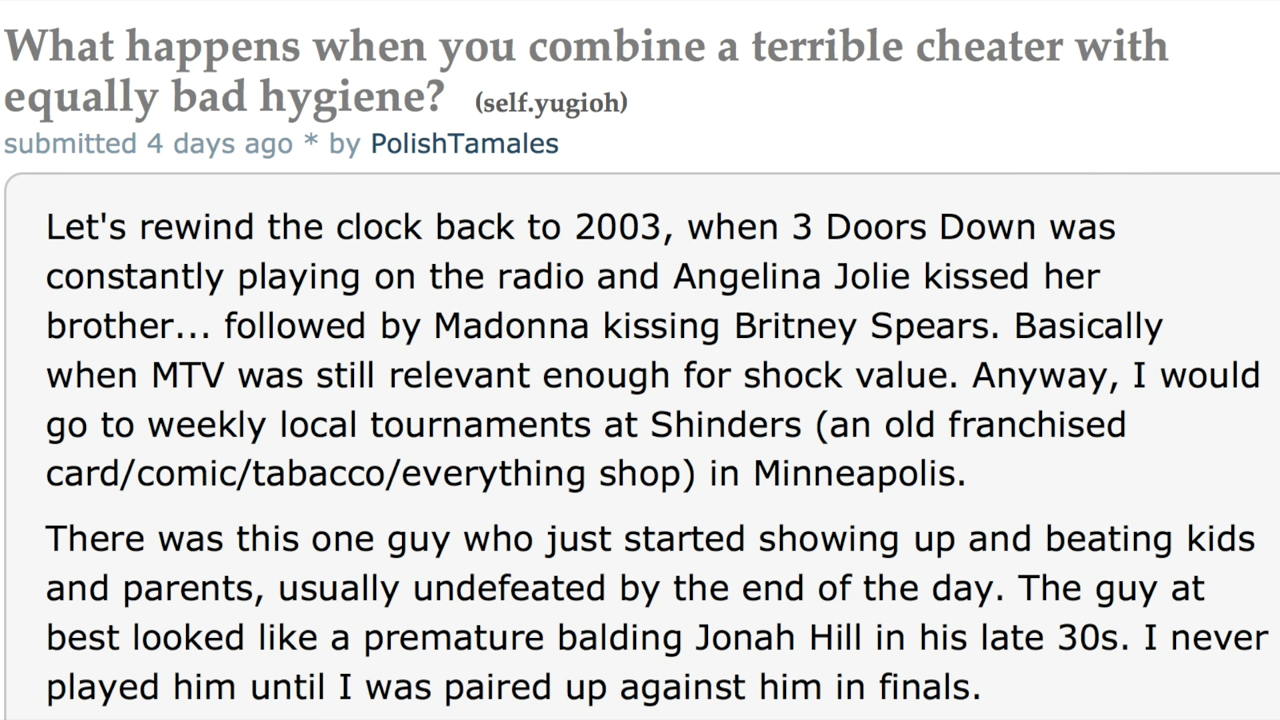 What happens when you combine a terrible cheater with
equally bad hygiene? (self.yugioh)
submitted 4 days ago * by PolishTamales
Let's rewind the clock back to 2003, when 3 Doors Down was
constantly playing on the radio and Angelina Jolie kissed her
brother... followed by Madonna kissing Britney Spears. Basically
when MTV was still relevant enough for shock value. Anyway, I would
go to weekly local tournaments at Shinders (an old franchised
card/comic/tabacco/everything shop) in Minneapolis.
There was this one guy who just started showing up and beating kids
and parents, usually undefeated by the end of the day. The guy at
best looked like a premature balding Jonah Hill in his late 30s. I never
played him until I was paired up against him in finals.